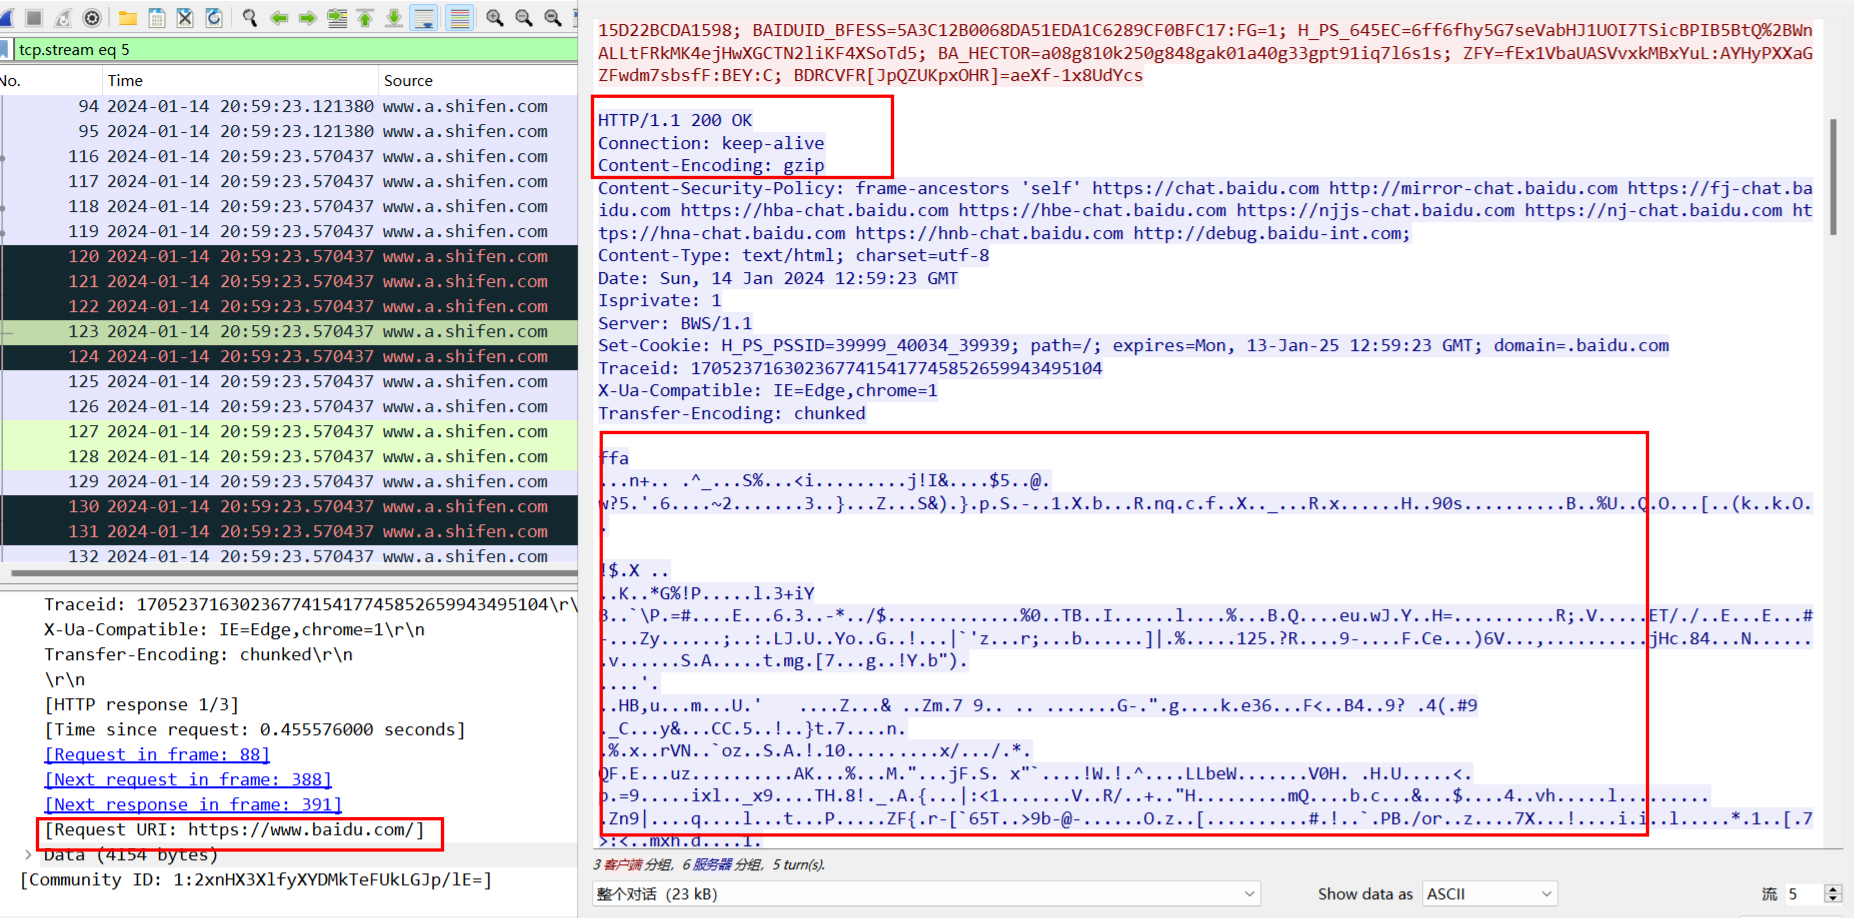 tcp.stream eq 5
No. Time Source
94 2024-01-14 20:59:23.121380 www.a.shifen.com
95 2024-01-14 20:59:23.121380 www.a.shifen.com
116 2024-01-14 20:59:23.570437 www.a.shifen.com
117 2024-01-14 20:59:23.570437 www.a.shifen.com
118 2024-01-14 20:59:23.570437 www.a.shifen.com
119 2024-01-14 20:59:23.570437 www.a.shifen.com
120 2024-01-14 20:59:23.570437 www.a.shifen.com
121 2024-01-14 20:59:23.570437 www.a.shifen.com
122 2024-01-14 20:59:23.570437 www.a.shifen.com
123 2024-01-14 20:59:23.570437 www.a.shifen.com
124 2024-01-14 20:59:23.570437 www.a.shifen.com
125 2024-01-14 20:59:23.570437 www.a.shifen.com
126 2024-01-14 20:59:23.570437 www.a.shifen.com
127 2024-01-14 20:59:23.570437 www.a.shifen.com
128 2024-01-14 20:59:23.570437 www.a.shifen.com
129 2024-01-14 20:59:23.570437 www.a.shifen.com
130 2024-01-14 20:59:23.570437 www.a.shifen.com
131 2024-01-14 20:59:23.570437 www.a.shifen.com
132 2024-01-14 20:59:23.570437 www.a.shifen.com
Traceid: 1705237163023677415417745852659943495104\r\
X-Ua-Compatible: IE=Edge,chrome=1\r\n
Transfer-Encoding: chunked\r\n
\r\n
[HTTP response 1/3]
[Time since request: 0.455576000 seconds]
[Request in frame: 88]
[Next request in frame: 388]
[Next response in frame: 391]
[Request URI: https://www.baidu.com/]
Data (4154 bytes)
[Community ID: 1:2xnHX3XlfyXYDMkTeFUkLGJp/lE=]
15D22BCDA1598; BAIDUID_BFESS=5A3C12B0068DA51EDA1C6289CF0BFC17:FG=1; H_PS_645EC=6ff6fhy5G7seVabHJ1UOI7TSicBPIB5BtQ%2BWn
ALLtFRkMK4ejHwXGCTN2liKF4XSoTd5; BA_HECTOR=a08g810k250g848gak01a40g33gpt91iq7l6s1s; ZFY=fEx1VbaUASVvxkMBxYuL:AYHyPXXaG
ZFwdm7sbsfF:BEY:C; BDRCVFR[JpQZUKpxOHR]=aeXf-1x8UdYcs
HTTP/1.1 200 OK
Connection: keep-alive
Content-Encoding: gzip
Content-Security-Policy: frame-ancestors 'self' https://chat.baidu.com http://mirror-chat.baidu.com https://fj-chat.ba
idu.com https://hba-chat.baidu.com https://hbe-chat.baidu.com https://njjs-chat.baidu.com https://nj-chat.baidu.com ht
tps://hna-chat.baidu.com https://hnb-chat.baidu.com http://debug.baidu-int.com;
Content-Type: text/html; charset=utf-8
Date: Sun, 14 Jan 2024 12:59:23 GMT
Isprivate: 1
Server: BWS/1.1
Set-Cookie: H_PS_PSSID=39999_40034_39939; path=/; expires=Mon, 13-Jan-25 12:59:23 GMT; domain=.baidu.com
Traceid: 1705237163023677415417745852659943495104
X-Ua-Compatible: IE=Edge,chrome=1
Transfer-Encoding: chunked
ffa
...n+.. .^_...S%...<i.........j!I&....$5..@.
w?5.'.6....~2.......3..}...Z...S&).}.p.S.-..1.X.b...R.nq.c.f..X.._...R.x......H..90s..........B..%U..Q.O...[..(k..k.O.
.
!$.X ..
..K..*G%!P.....l.3+iY
B..`\P.=#....E...6.3..-*../$.............%0..TB..I......l....%...B.Q....eu.wJ.Y..H=..........R;.V.....ET/./..E...E...#
-...Zy......;..:.LJ.U..Yo..G..!...|`'z...r;...b......]|.%.....125.?R....9-....F.Ce...)6V...,..........jHc.84...N......
.v......S.A.....t.mg.[7...g..!Y.b").
....'.
..HB,u...m...U.' ....Z...& ..Zm.7 9.. .. .......G-.".g....k.e36...F<..B4..9? .4(.#9
._C...y&...CC.5..!..}t.7....n.
.%.x..rVN..`oz..S.A.!.10.........x/.../.*.
QF.E...uz..........AK...%...M."...jF.S. x"`....!W.!.^....LLbeW.......V0H. .H.U.....<.
p.=9.....ixl.._x9....TH.8!._.A.{...|:<1.......V..R/..+.."H.........mQ....b.c...&...$....4..vh.....l.........
.Zn9|....q....l...t...P.....ZF{.r-[`65T..>9b-@-......O.z..[..........#.!..`.PB./or..z....7X...!....i.i..l.....*.1..[.7
>:<..mxh.d....1.
3 客户端 分组, 6 服务器 分组, 5 turn(s).
整个对话 (23 kB) Show data as ASCII 流 5